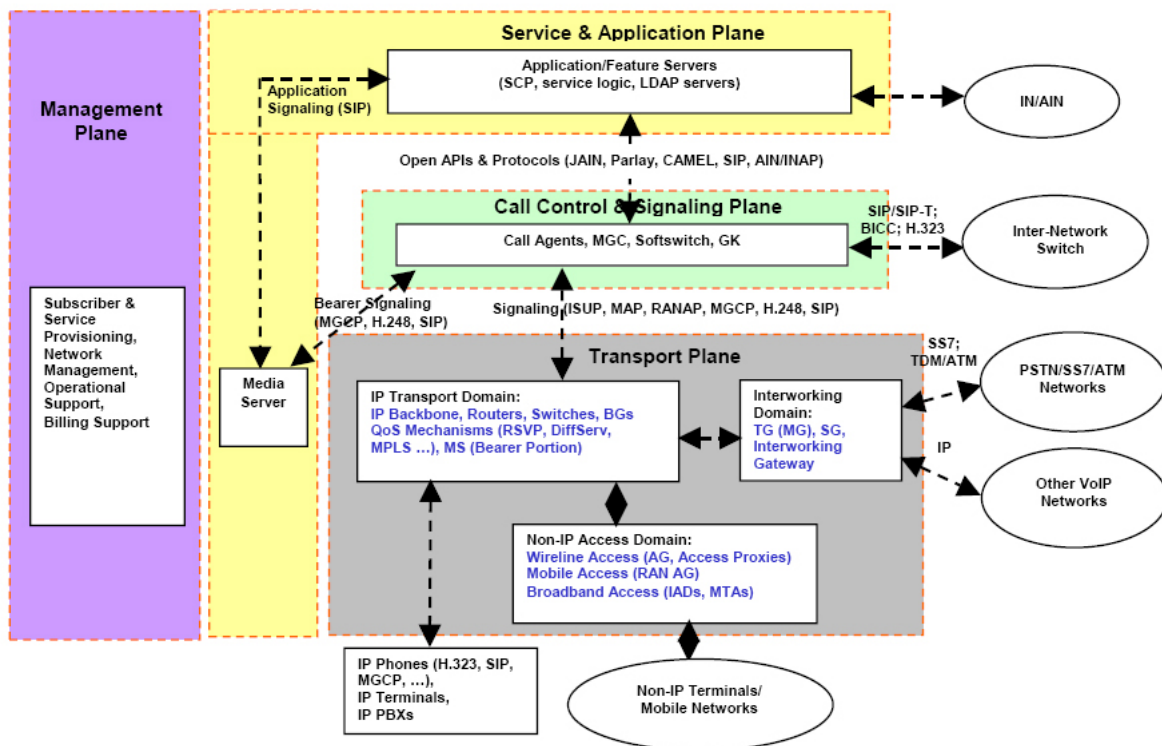 Management
Plane
Subscriber &
Service
Provisioning,
Network
Management,
Operational
Support,
Billing Support
Service & Application Plane
Application/Feature Servers
(SCP, service logic, LDAP servers)
Application
Signaling (SIP)
IN/AIN
Open APIs & Protocols (JAIN, Parlay, CAMEL, SIP, AIN/INAP)
Call Control & Signaling Plane
Call Agents, MGC, Softswitch, GK
SIP/SIP-T;
BICC; H.323
Inter-Network
Switch
Bearer Signaling
(MGCP, H.248, SIP)
Signaling (ISUP, MAP, RANAP, MGCP, H.248, SIP)
Media
Server
Transport Plane
IP Transport Domain:
IP Backbone, Routers, Switches, BGs
QoS Mechanisms (RSVP, DiffServ,
MPLS ...), MS (Bearer Portion)
Interworking
Domain:
TG (MG), SG,
Interworking
Gateway
SS7;
TDM/ATM
PSTN/SS7/ATM
Networks
IP
Other VoIP
Networks
Non-IP Access Domain:
Wireline Access (AG, Access Proxies)
Mobile Access (RAN AG)
Broadband Access (IADs, MTAs)
IP Phones (H.323, SIP,
MGCP, ...),
IP Terminals,
IP PBXs
Non-IP Terminals/
Mobile Networks